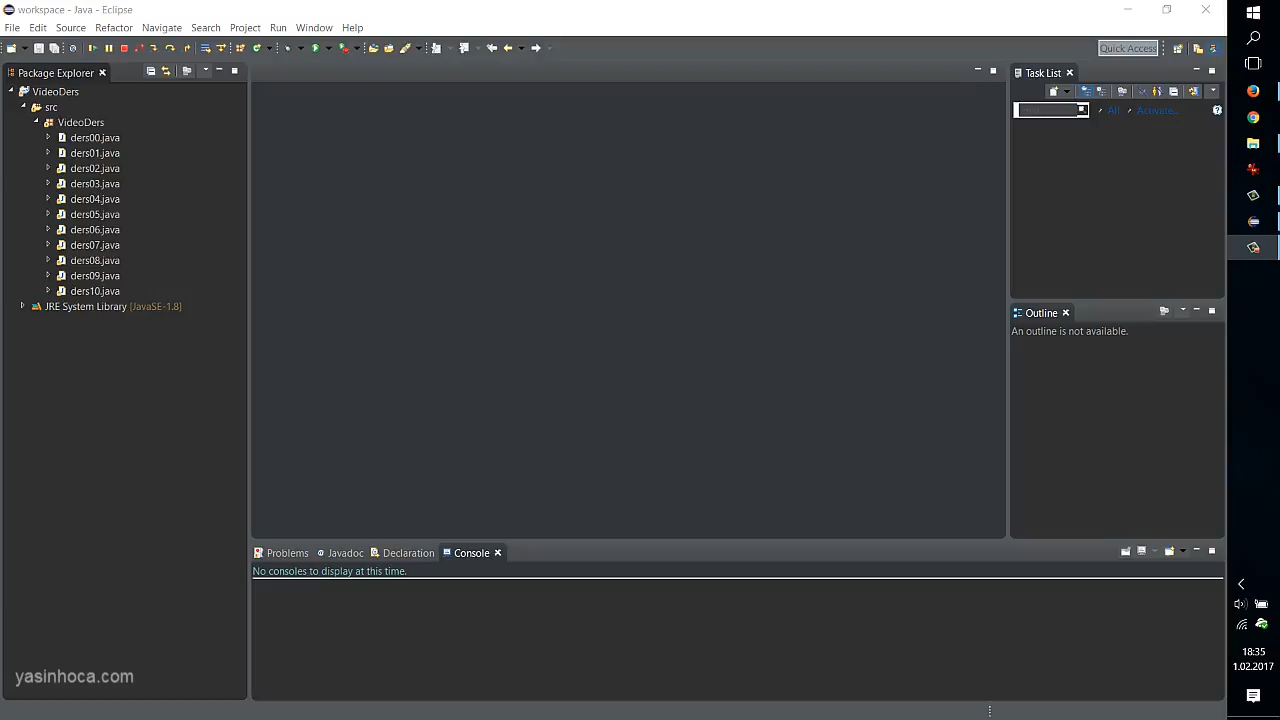 workspace - Java - Eclipse
File Edit Source Refactor Navigate Search Project Run Window Help
Quick Access
Package Explorer
VideoDers
src
VideoDers
ders00.java
ders01.java
ders02.java
ders03.java
ders04.java
ders05.java
ders06.java
ders07.java
ders08.java
ders09.java
ders10.java
JRE System Library [JavaSE-1.8]
Task List
All Activate...
Outline
An outline is not available.
Problems Javadoc Declaration Console
No consoles to display at this time.
yasinhoca.com
18:35
1.02.2017